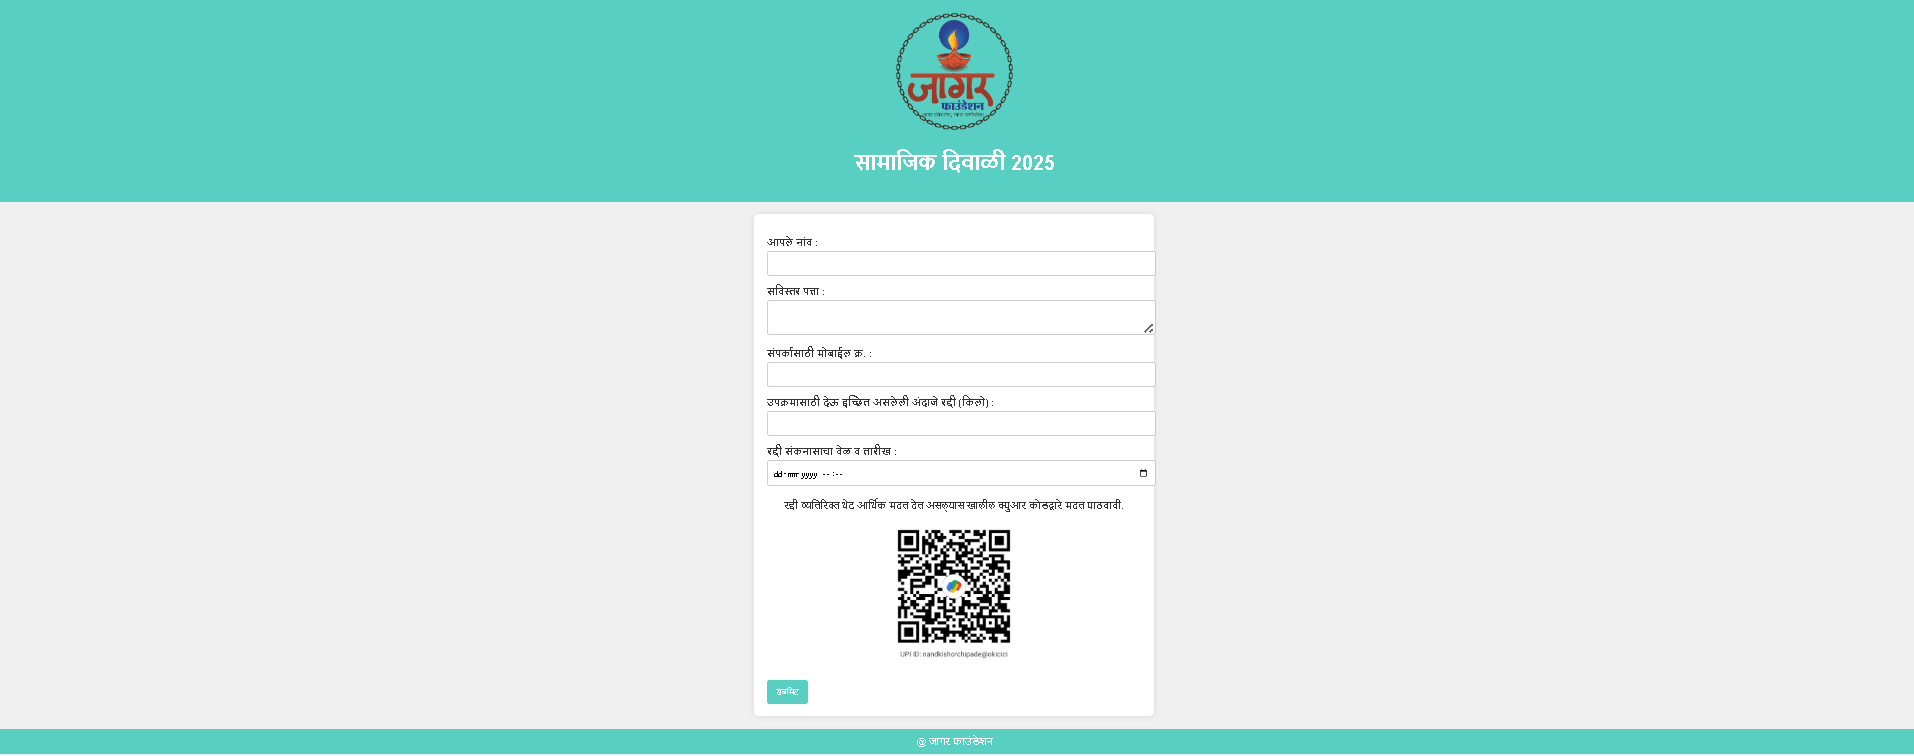 जागर
फाउंडेशन
सामाजिक दिवाळी 2025
आपले नांव :
सविस्तर पत्ता :
संपर्कासाठी मोबाईल क्र. :
उपक्रमासाठी देऊ इच्छित असलेली अंदाजे रद्दी (किलो) :
रद्दी संकलनासाचा वेळ व तारीख :
dd-mm-yyyy --:--
रद्दी व्यतिरिक्त थेट आर्थिक मदत देत असल्यास खालील क्युआर कोडद्वारे मदत पाठवावी.
UPI ID: nandkishorchipade@okicici
सबमिट
@ जागर फाउंडेशन